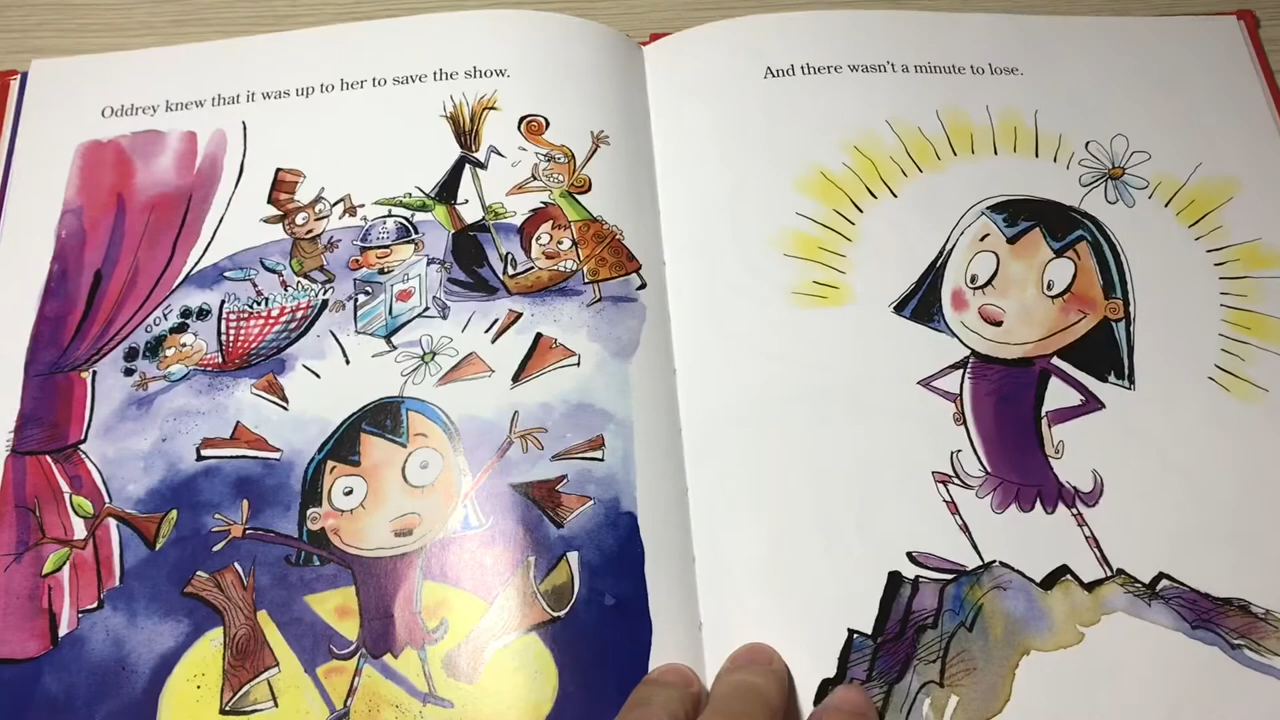 Oddrey knew that it was up to her to save the show.
OOF
And there wasn't a minute to lose.